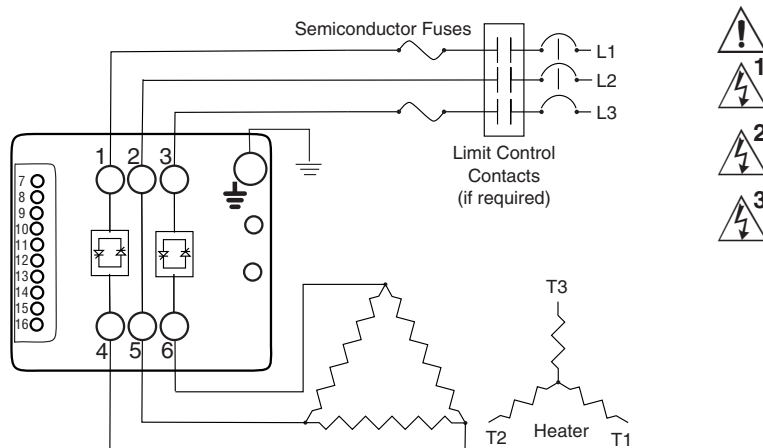 Semiconductor Fuses
L1
L2
L3
Limit Control
Contacts
(if required)
1
2
3
1 2 3
7
8
9
10
11
12
13
14
15
16
4 5 6
T3
T2
Heater
T1